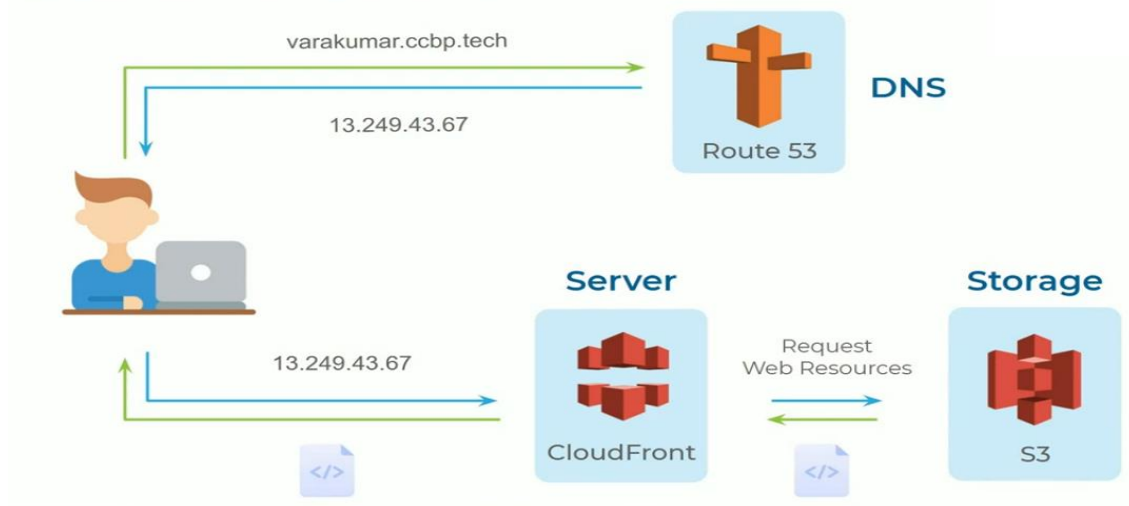 varakumar.ccbp.tech
13.249.43.67
Route 53
DNS
Server
Storage
13.249.43.67
Request
Web Resources
</>
CloudFront
</>
S3